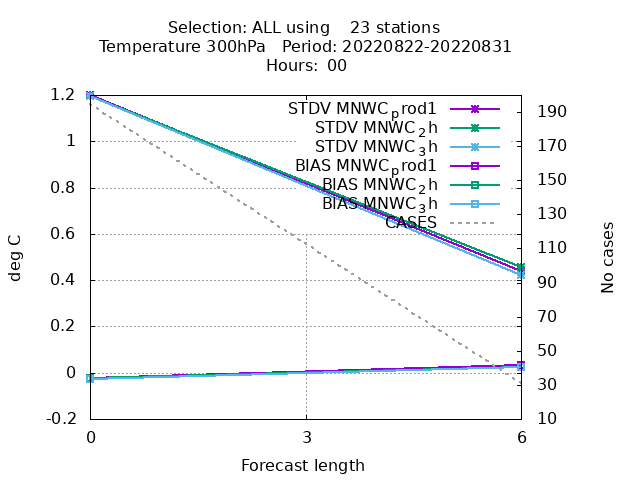 Selection: ALL using 23 stations
Temperature 300hPa Period: 20220822-20220831
Hours: 00
STDV MNWC_prod1
STDV MNWC_2h
STDV MNWC_3h
BIAS MNWC_prod1
BIAS MNWC_2h
BIAS MNWC_3h
CASES
1.2
1
0.8
0.6
0.4
0.2
0
-0.2
deg C
190
170
150
130
110
90
70
50
30
10
No cases
0 3 6
Forecast length